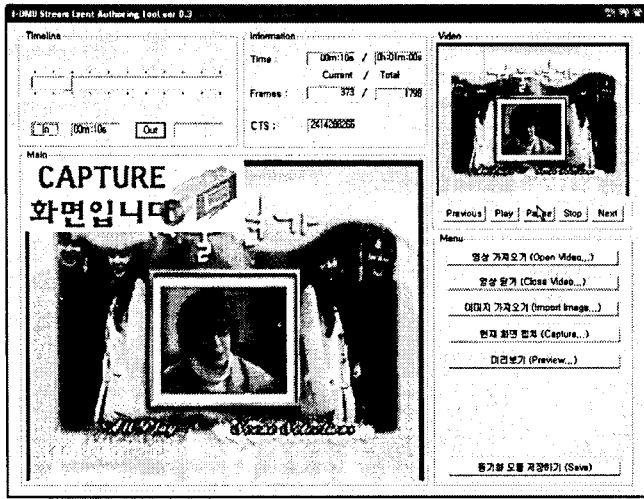 T-DMB Stream Event Authoring Tool ver 0.3
Timeline
In 00m:10s Out
Information
Time : 00m:10s / 0h:01m:00s
Current / Total
Frames : 373 / 1798
CTS : 2414268266
Video
Previous Play Pause Stop Next
Main
CAPTURE
화면입니다
Menu
영상 가져오기 (Open Video...)
영상 닫기 (Close Video...)
이미지 가져오기 (Import Image...)
현재 화면 캡쳐 (Capture...)
미리보기 (Preview...)
동기화 모듈 저장하기 (Save)